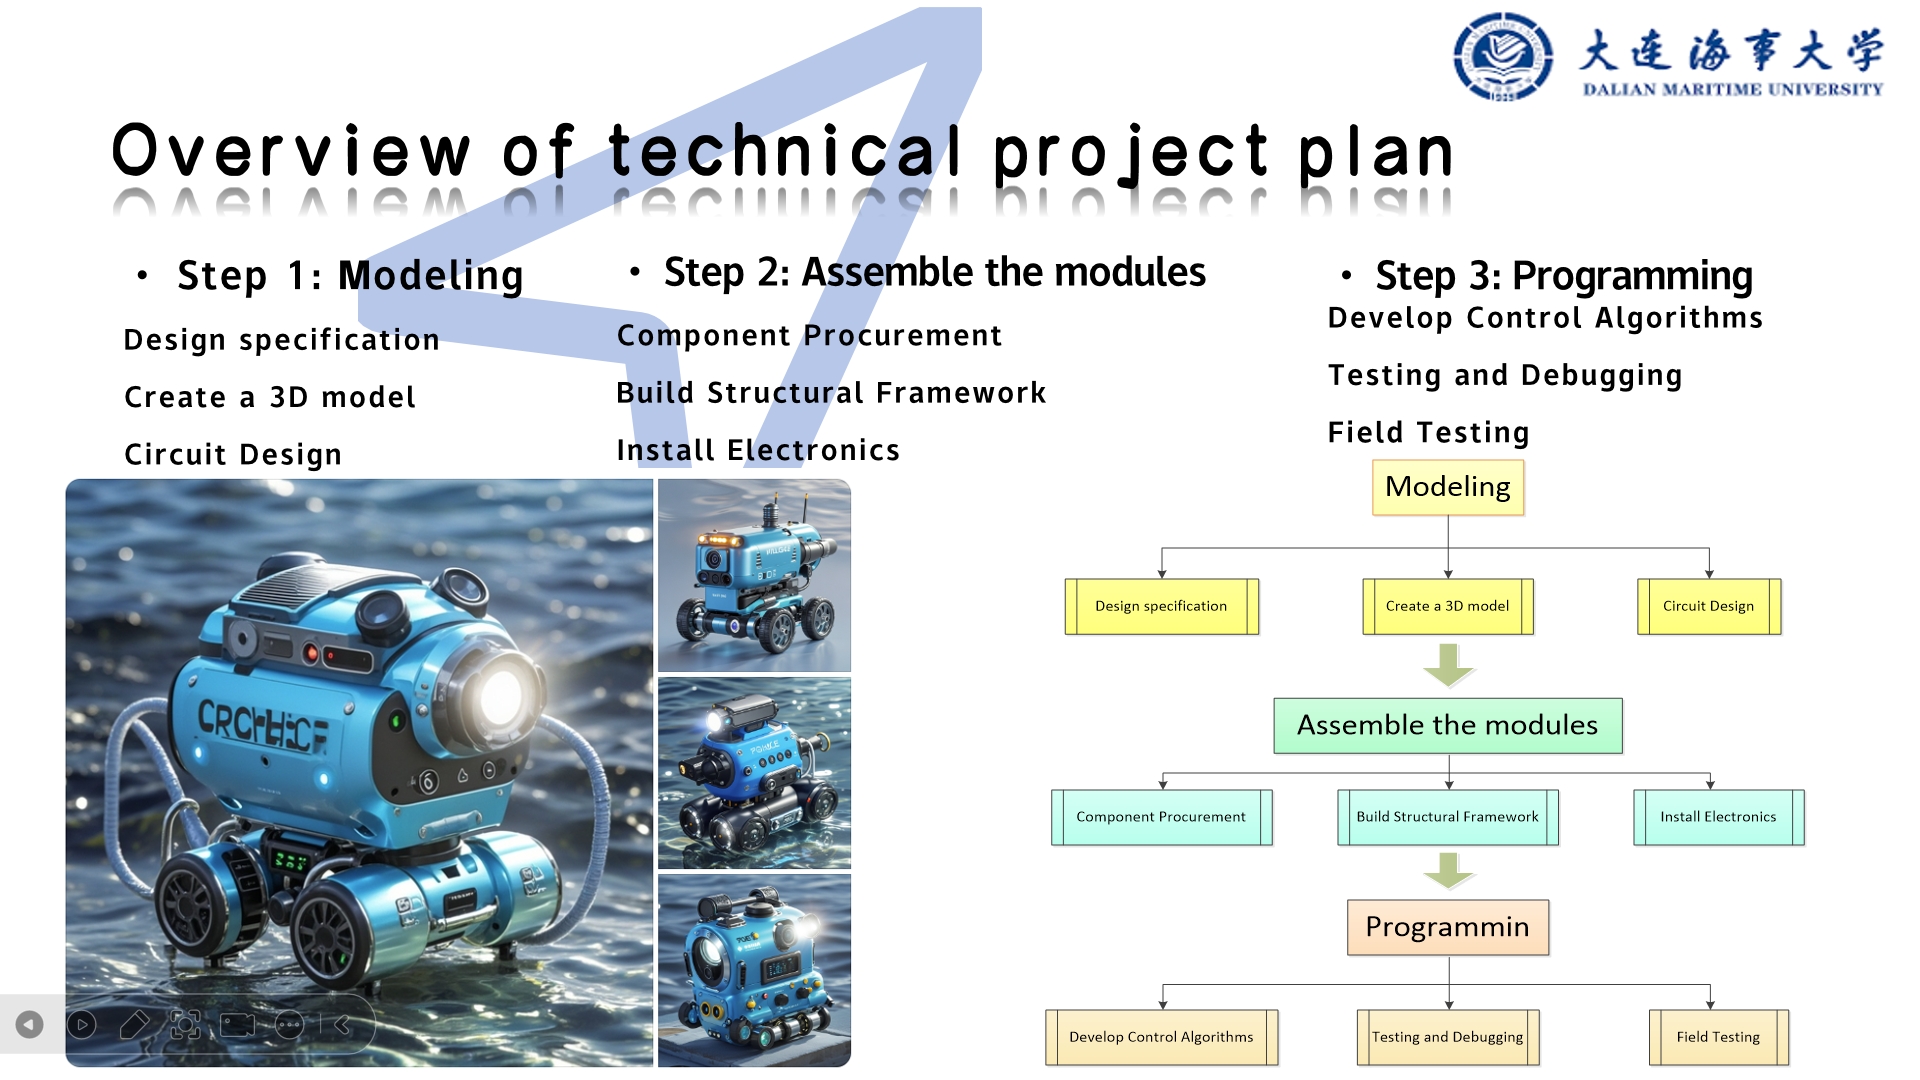 大连海事大学
DALIAN MARITIME UNIVERSITY
Overview of technical project plan
• Step 1: Modeling
Design specification
Create a 3D model
Circuit Design
• Step 2: Assemble the modules
Component Procurement
Build Structural Framework
Install Electronics
• Step 3: Programming
Develop Control Algorithms
Testing and Debugging
Field Testing
Modeling
Design specification
Create a 3D model
Circuit Design
Assemble the modules
Component Procurement
Build Structural Framework
Install Electronics
Programmin
Develop Control Algorithms
Testing and Debugging
Field Testing